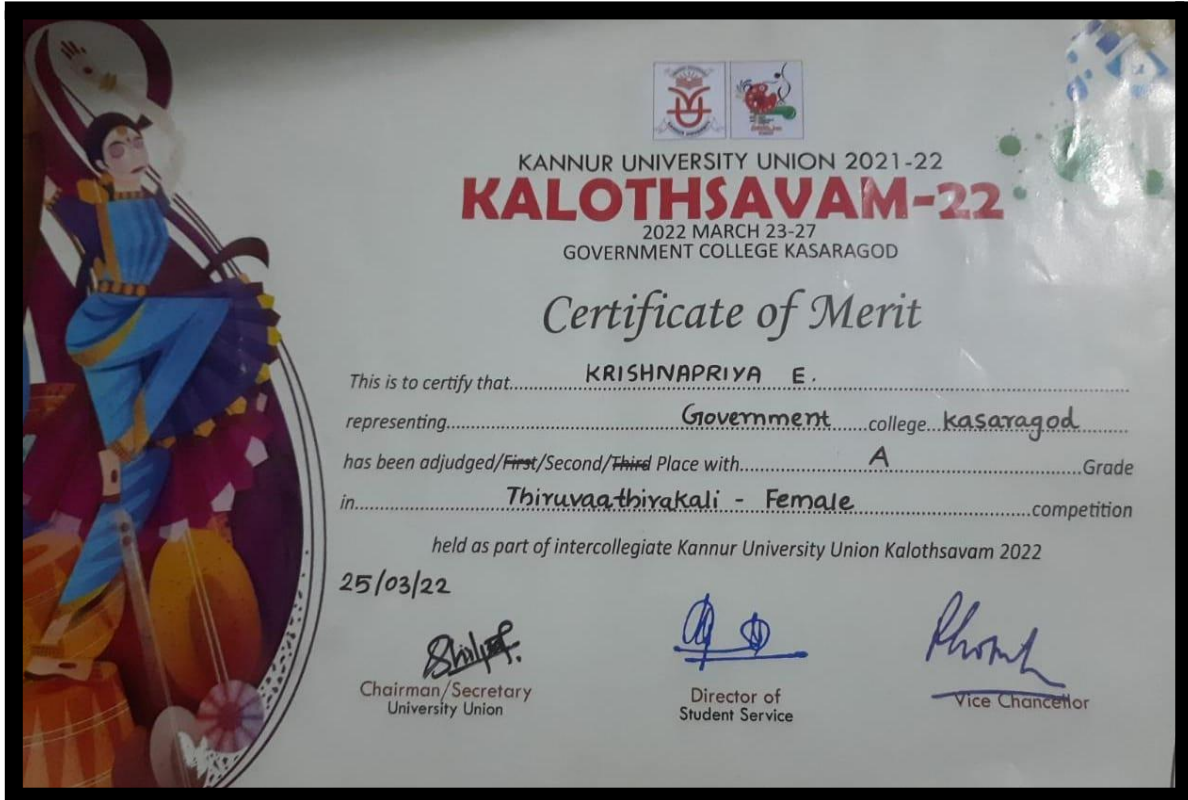 KANNUR UNIVERSITY UNION 2021-22
KALOTHSAVAM-22
2022 MARCH 23-27
GOVERNMENT COLLEGE KASARAGOD
Certificate of Merit
This is to certify that KRISHNAPRIYA E.
representing Government college kasaragod
has been adjudged/First/Second/Third Place with A Grade
in Thiruvaathirakali - Female competition
held as part of intercollegiate Kannur University Union Kalothsavam 2022
25/03/22
Chairman/Secretary
University Union
Director of
Student Service
Vice Chancellor